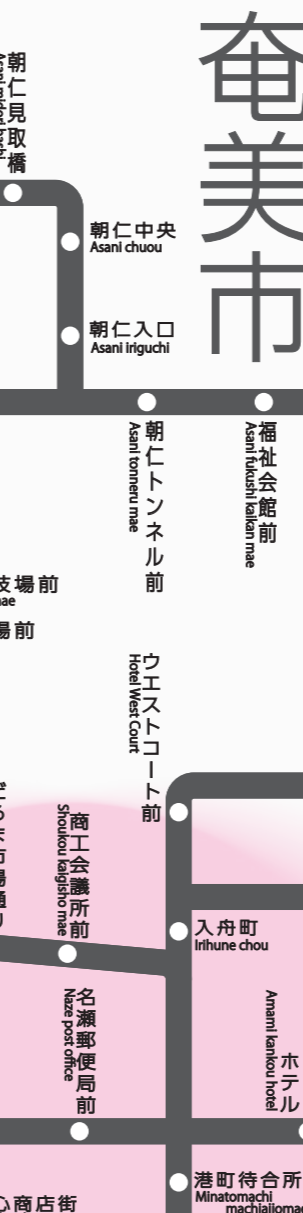 奄美市
朝仁見取橋
朝仁中央
Asani chuou
朝仁入口
Asani iriguchi
朝仁トンネル前
Asani tonneru mae
福祉会館前
Asani fukushi kaikan mae
技場前
ae
場前
ウエストコート前
Hotel West Court
商工会議所前
Shoukou kaigisho mae
入舟町
Irihune chou
名瀬郵便局前
Naze post office
ホテル
Amami kankou hotel
港町待合所
Minatomachi
machiaijomae
心商店街